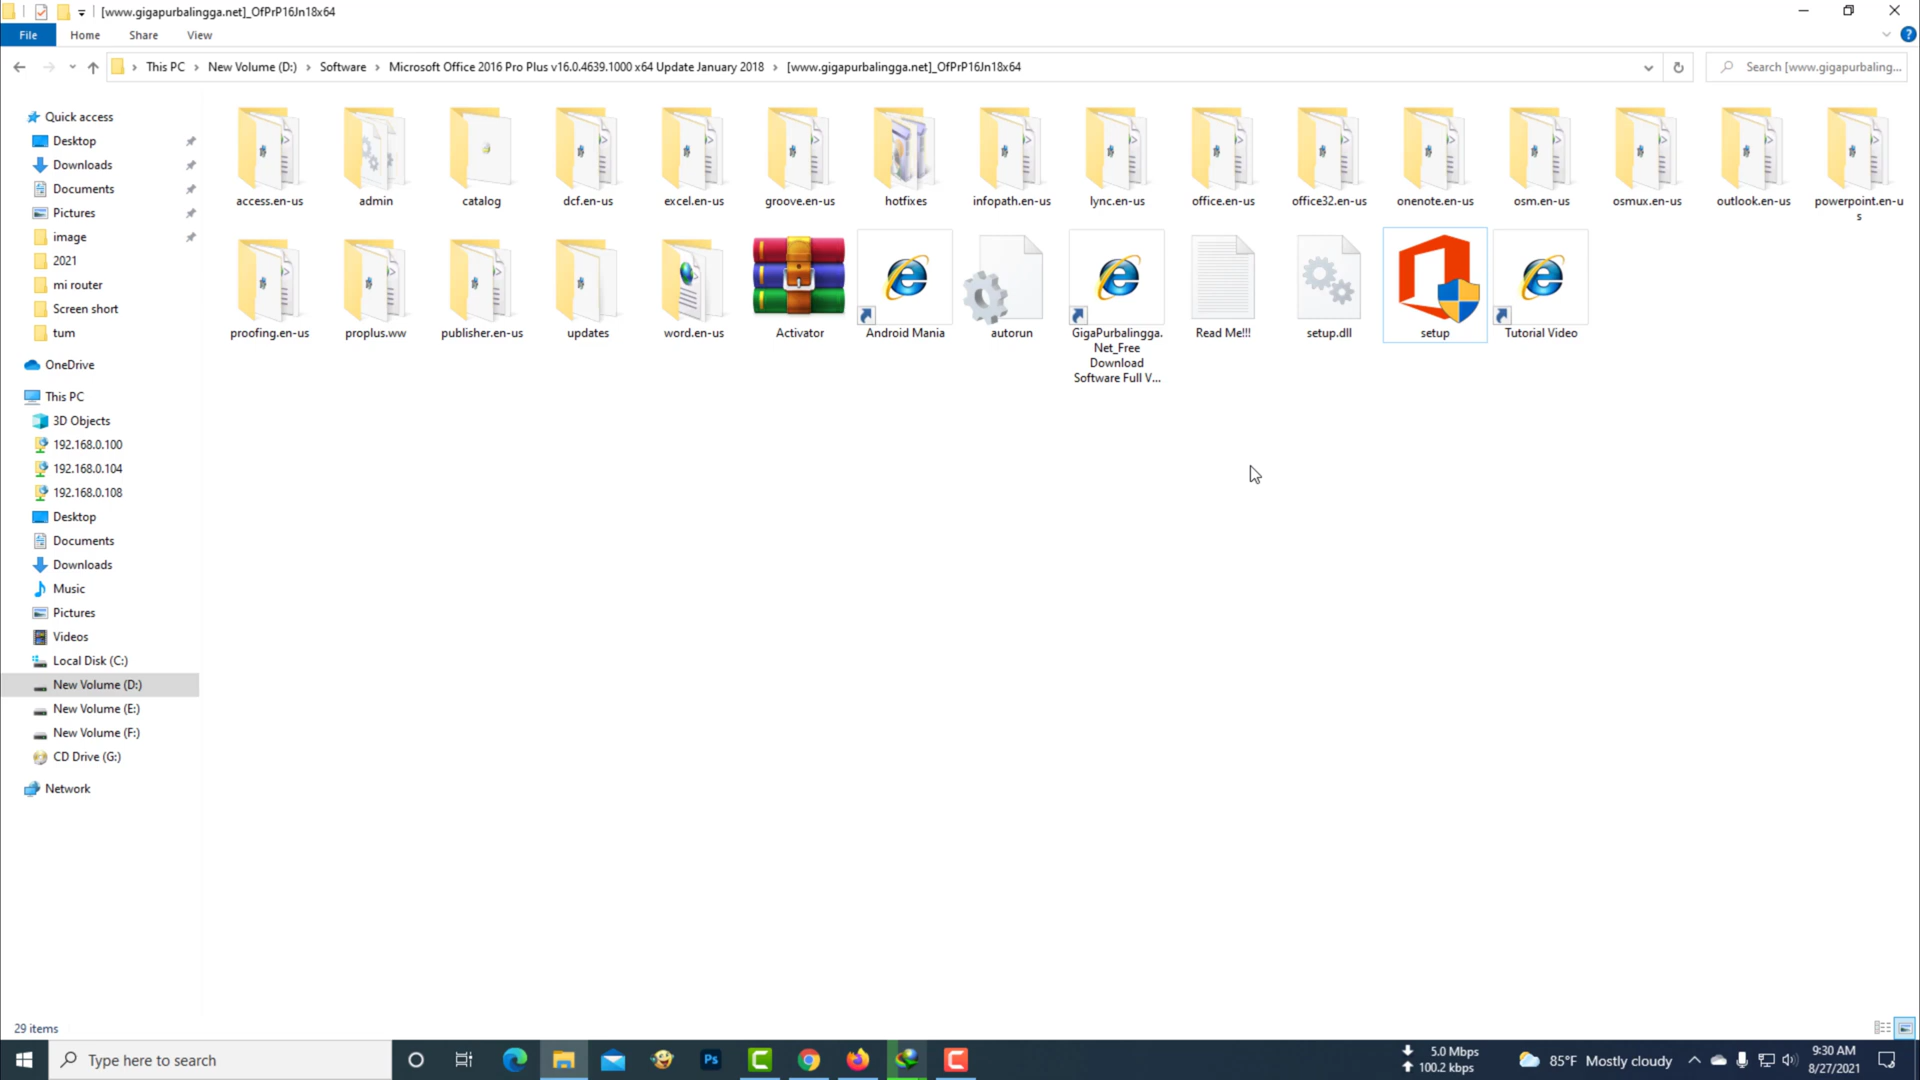 [www.gigapurbalingga.net]_OfPrP16Jn18x64
File Home Share View
This PC New Volume (D:) Software Microsoft Office 2016 Pro Plus v16.0.4639.1000 x64 Update January 2018 [www.gigapurbalingga.net]_OfPrP16Jn18x64
Search [www.gigapurbaling...
Quick access
Desktop
Downloads
Documents
Pictures
image
2021
mi router
Screen short
tum
OneDrive
This PC
3D Objects
192.168.0.100
192.168.0.104
192.168.0.108
Desktop
Documents
Downloads
Music
Pictures
Videos
Local Disk (C:)
New Volume (D:)
New Volume (E:)
New Volume (F:)
CD Drive (G:)
Network
access.en-us admin catalog dcf.en-us excel.en-us groove.en-us hotfixes infopath.en-us lync.en-us office.en-us office32.en-us onenote.en-us osm.en-us osmux.en-us outlook.en-us powerpoint.en-u
s
proofing.en-us proplus.ww publisher.en-us updates word.en-us Activator Android Mania autorun GigaPurbalingga. Read Me!!! setup.dll setup Tutorial Video
Net_Free
Download
Software Full V...
29 items
Type here to search
Ps
5.0 Mbps
100.2 kbps
85°F Mostly cloudy
9:30 AM
8/27/2021